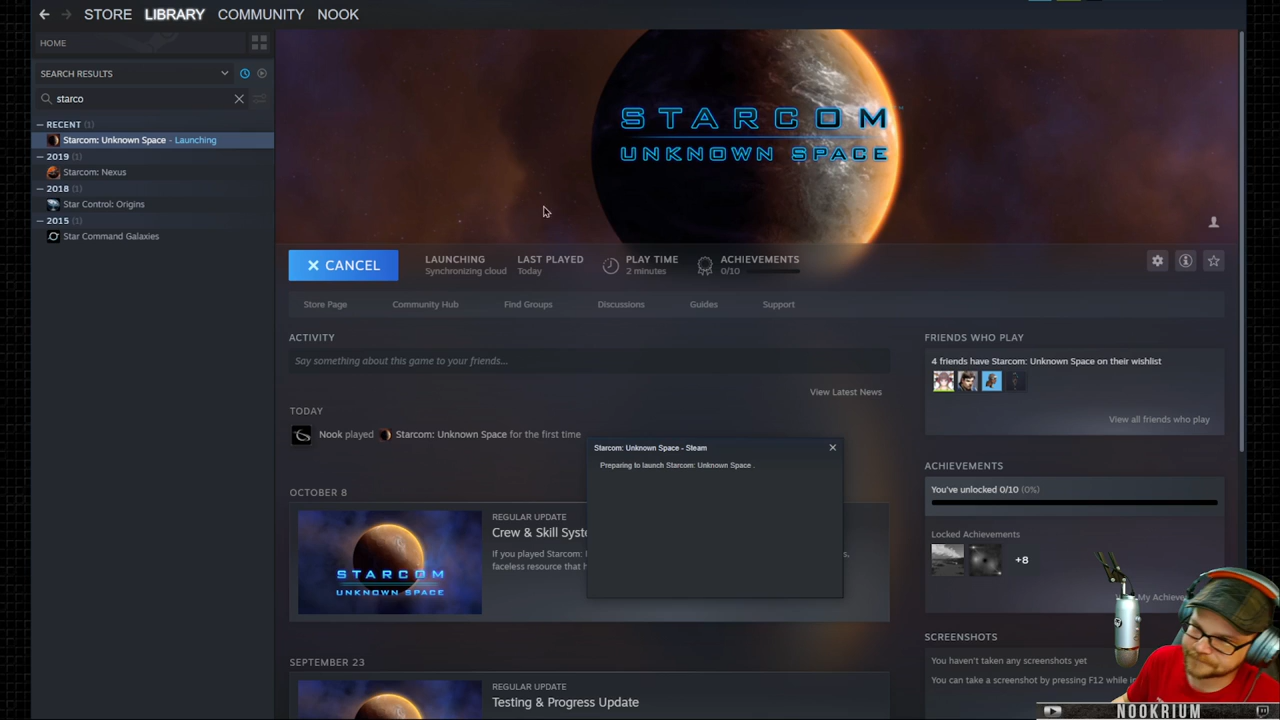 STORE LIBRARY COMMUNITY NOOK
HOME
SEARCH RESULTS
starco
RECENT (1)
Starcom: Unknown Space - Launching
2019 (1)
Starcom: Nexus
2018 (1)
Star Control: Origins
2015 (1)
Star Command Galaxies
STARCOM
UNKNOWN SPACE
CANCEL
LAUNCHING
Synchronizing cloud
LAST PLAYED
Today
PLAY TIME
2 minutes
ACHIEVEMENTS
0/10
Store Page Community Hub Find Groups Discussions Guides Support
ACTIVITY
Say something about this game to your friends...
View Latest News
TODAY
Nook played Starcom: Unknown Space for the first time
OCTOBER 8
REGULAR UPDATE
Crew & Skill
If you played Starcom:
faceless resource that
STARCOM
UNKNOWN SPACE
Starcom: Unknown Space - Steam
Preparing to launch Starcom: Unknown Space .
SEPTEMBER 23
REGULAR UPDATE
Testing & Progress Update
FRIENDS WHO PLAY
4 friends have Starcom: Unknown Space on their wishlist
View all friends who play
ACHIEVEMENTS
You've unlocked 0/10 (0%)
Locked Achievements
+8
My
SCREENSHOTS
You haven't taken any screenshots yet
You can take a screenshot by pressing F12 while
NOOKRIUM